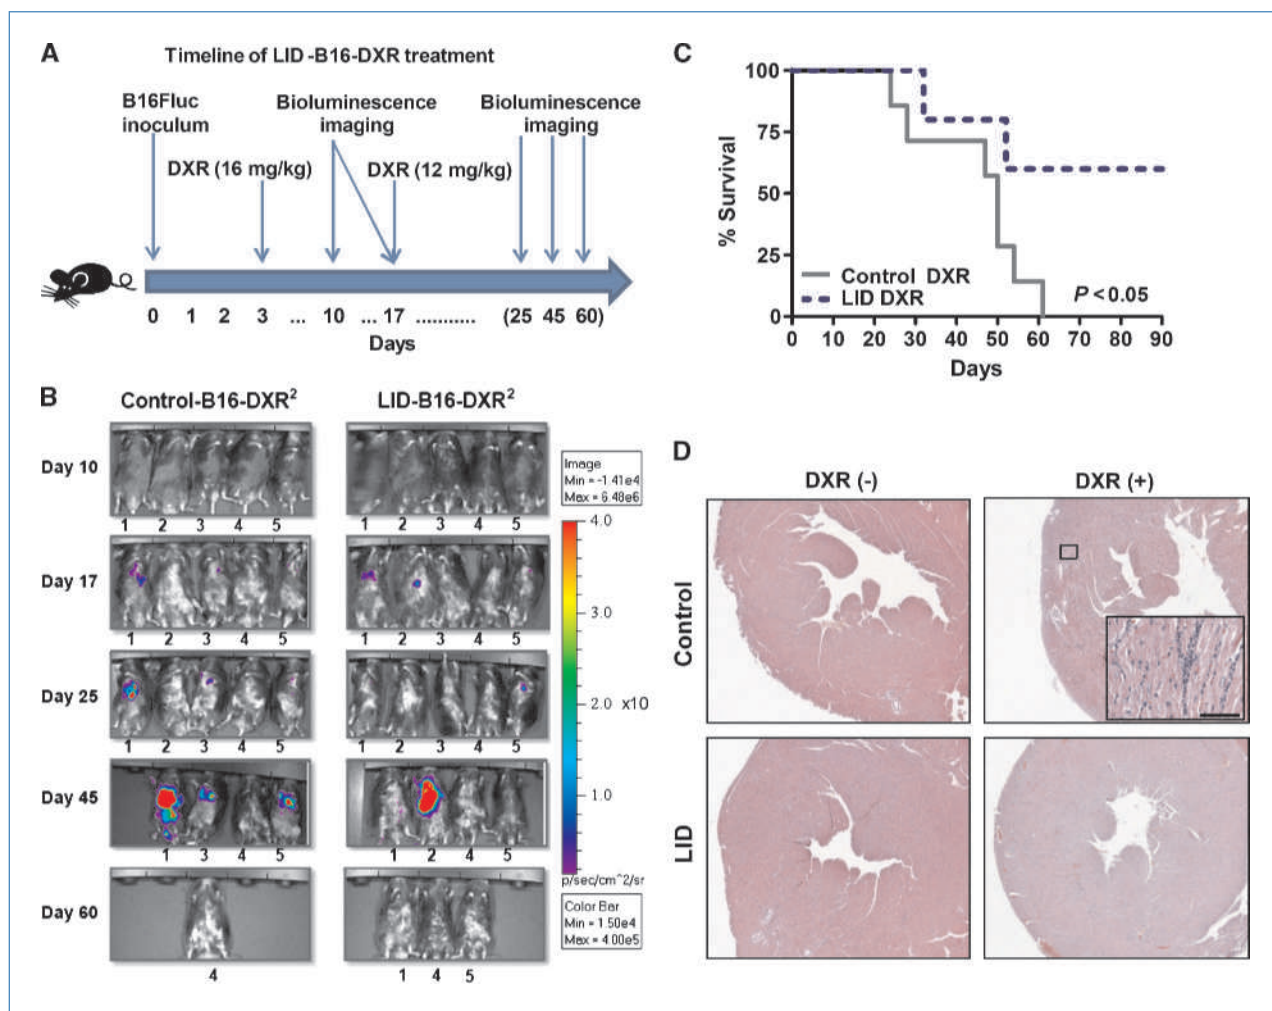 A
Timeline of LID -B16-DXR treatment
B16Fluc
inoculum
Bioluminescence
imaging
Bioluminescence
imaging
DXR (16 mg/kg)
DXR (12 mg/kg)
0 1 2 3 ... 10 ... 17 ........... (25 45 60)
Days
B
Control-B16-DXR²
LID-B16-DXR²
Day 10
1 2 3 4 5
1 2 3 4 5
Day 17
1 2 3 4 5
1 2 3 4 5
Day 25
1 2 3 4 5
1 2 3 4 5
Day 45
1 3 4 5
1 2 4 5
Day 60
4
1 4 5
Image
Min = -1.41e4
Max = 6.48e6
4.0
3.0
2.0 x10
1.0
p/sec/cm^2/sr
Color Bar
Min = 1.50e4
Max = 4.00e5
C
% Survival
100
75
50
25
0
Control DXR
LID DXR
P < 0.05
0 10 20 30 40 50 60 70 80 90
Days
D
DXR (-)
DXR (+)
Control
LID